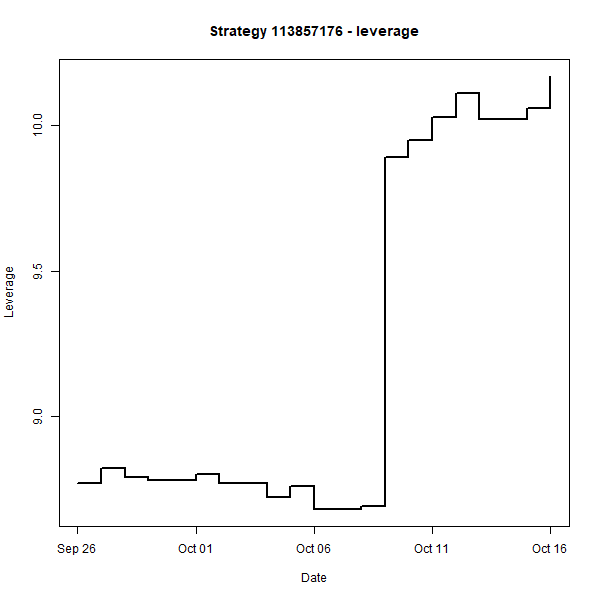 Strategy 113857176 - leverage
10.0
9.5
9.0
Leverage
Sep 26
Oct 01
Oct 06
Oct 11
Oct 16
Date